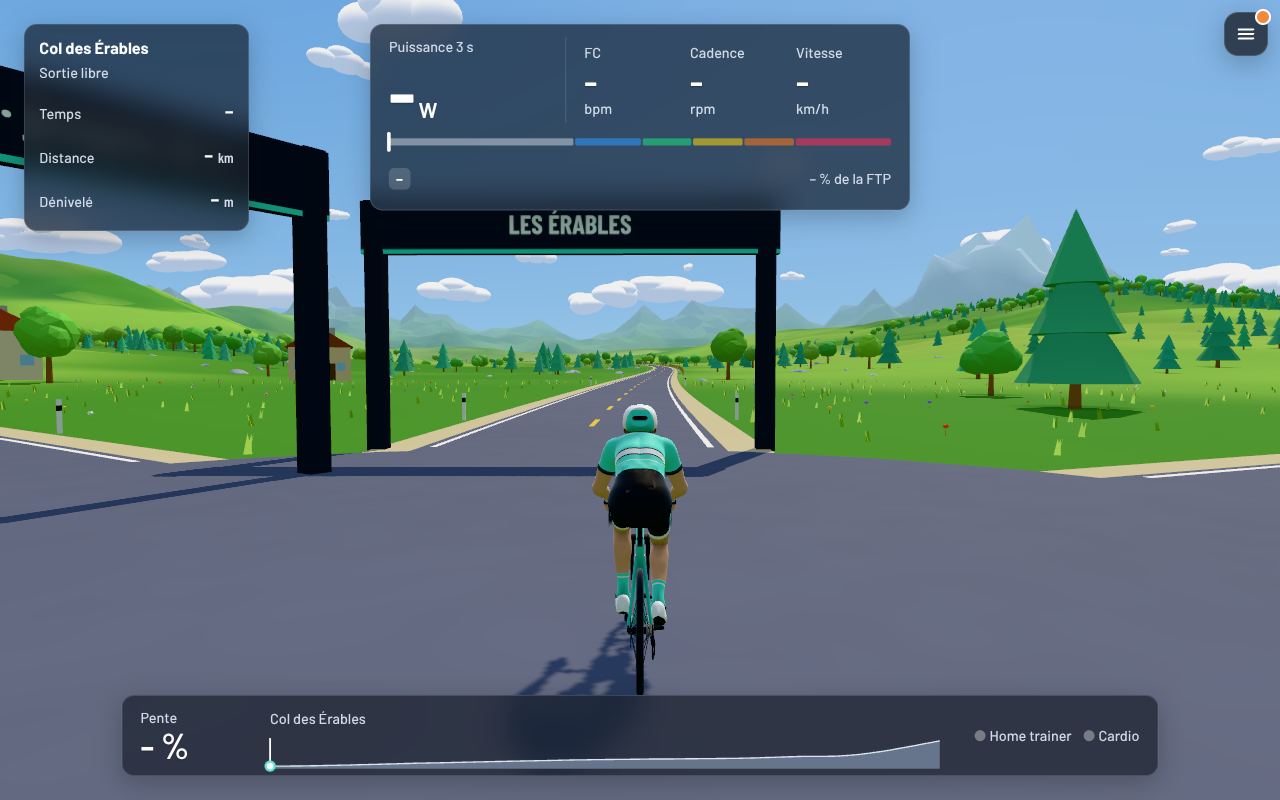 Col des Érables
Sortie libre
Temps –
Distance – km
Dénivelé – m
Puissance 3 s
– W
FC
–
bpm
Cadence
–
rpm
Vitesse
–
km/h
–
– % de la FTP
LES ÉRABLES
Pente
- %
Col des Érables
Home trainer
Cardio